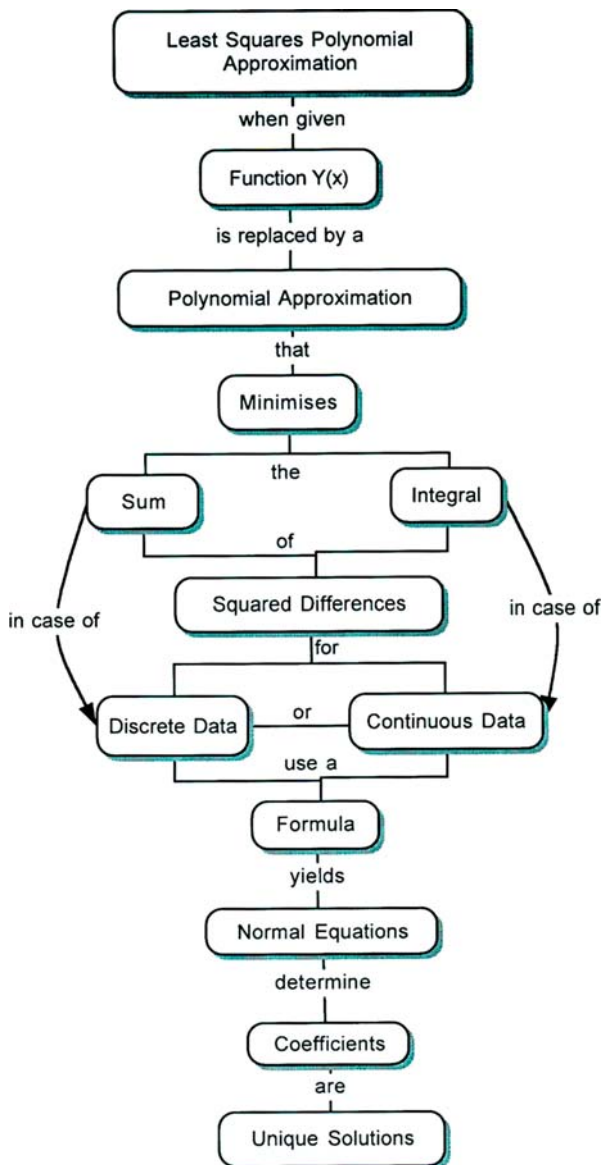 Least Squares Polynomial
Approximation
when given
Function Y(x)
is replaced by a
Polynomial Approximation
that
Minimises
the
Sum
Integral
of
in case of
Squared Differences
in case of
for
Discrete Data
or
Continuous Data
use a
Formula
yields
Normal Equations
determine
Coefficients
are
Unique Solutions